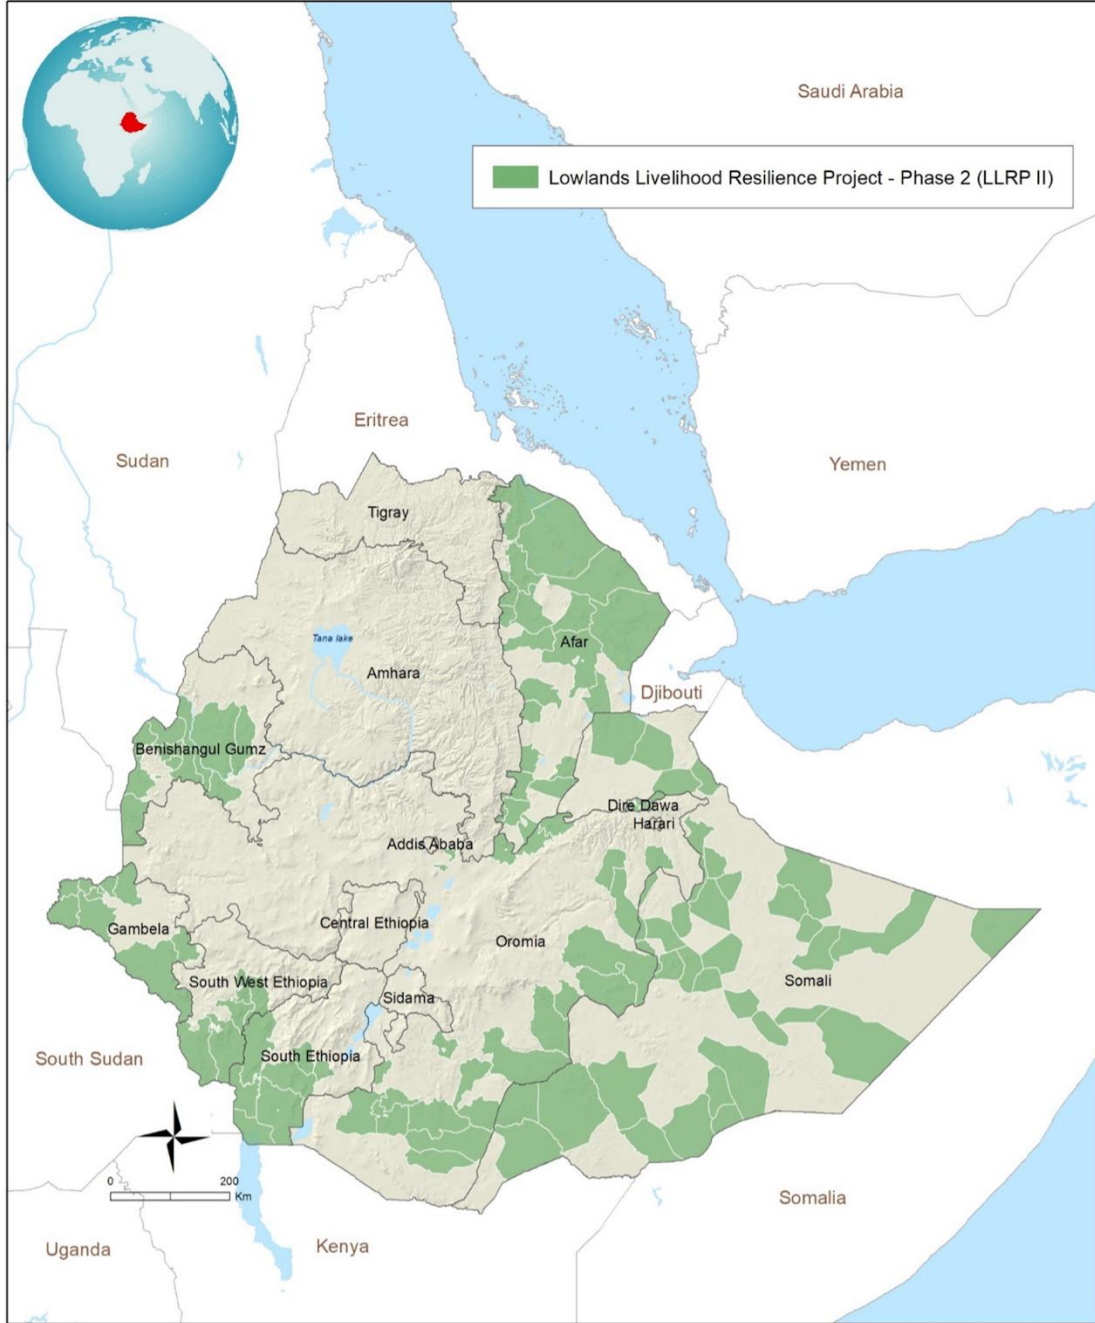 Saudi Arabia
Lowlands Livelihood Resilience Project - Phase 2 (LLRP II)
Eritrea
Sudan
Yemen
Tigray
Tana lake
Afar
Amhara
Djibouti
Benishangul Gumz
Dire Dawa
Harari
Addis Ababa
Central Ethiopia
Gambela
Oromia
South West Ethiopia
Somali
Sidama
South Sudan
South Ethiopia
0 200
Km
Somalia
Uganda
Kenya